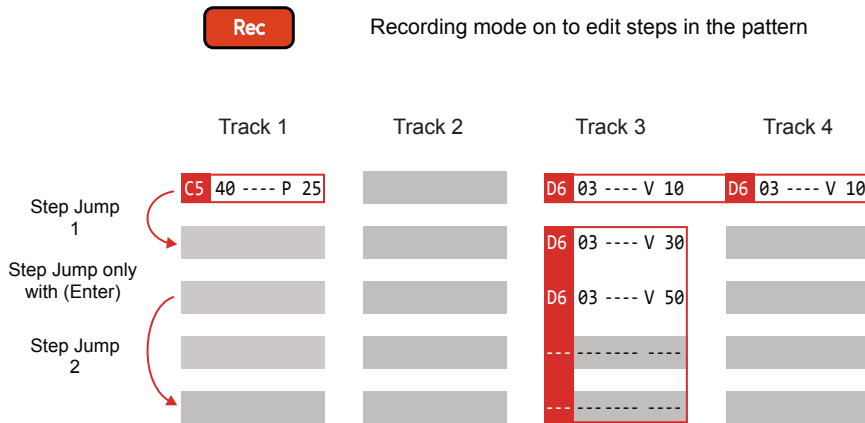 Rec
Recording mode on to edit steps in the pattern
Track 1 Track 2 Track 3 Track 4
C5 40 ---- P 25 D6 03 ---- V 10 D6 03 ---- V 10
Step Jump
1
D6 03 ---- V 30
Step Jump only
with (Enter)
D6 03 ---- V 50
Step Jump
2
--- --- ---- ----
--- --- ---- ----